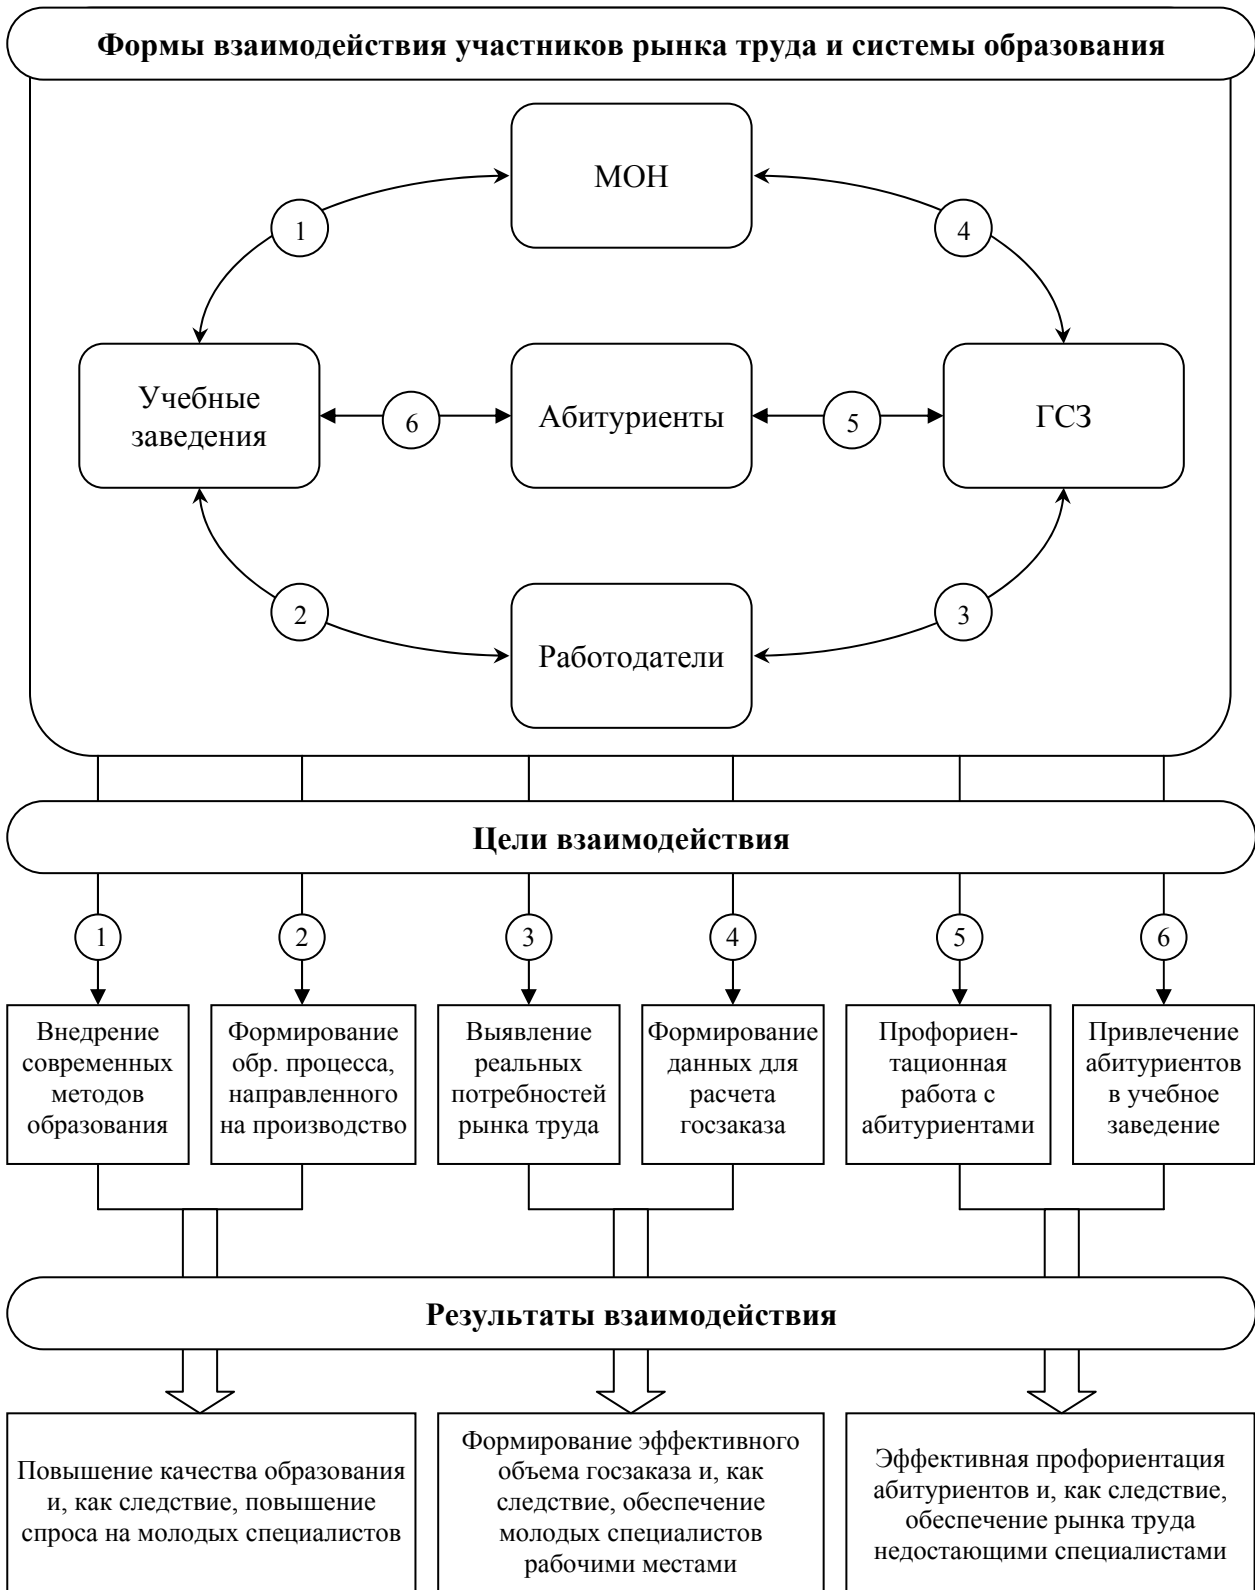 Формы взаимодействия участников рынка труда и системы образования
МОН
1
4
Учебные
заведения
6
Абитуриенты
5
ГСЗ
2
3
Работодатели
Цели взаимодействия
1
2
3
4
5
6
Внедрение
современных
методов
образования
Формирование
обр. процесса,
направленного
на производство
Выявление
реальных
потребностей
рынка труда
Формирование
данных для
расчета
госзаказа
Профориен-
тационная
работа с
абитуриентами
Привлечение
абитуриентов
в учебное
заведение
Результаты взаимодействия
Повышение качества образования
и, как следствие, повышение
спроса на молодых специалистов
Формирование эффективного
объема госзаказа и, как
следствие, обеспечение
молодых специалистов
рабочими местами
Эффективная профориентация
абитуриентов и, как следствие,
обеспечение рынка труда
недостающими специалистами